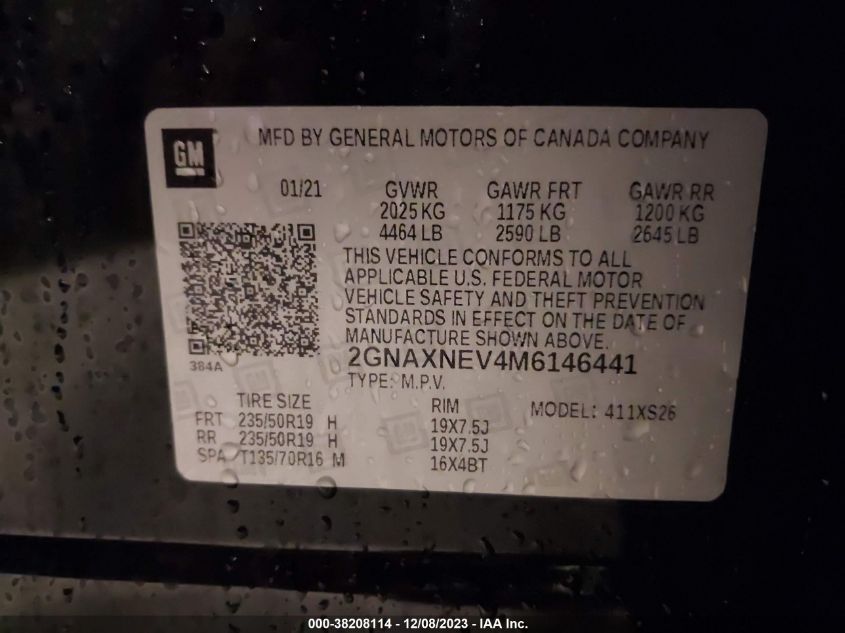 GM
MFD BY GENERAL MOTORS OF CANADA COMPANY
01/21 GVWR GAWR FRT GAWR RR
2025 KG 1175 KG 1200 KG
4464 LB 2590 LB 2645 LB
THIS VEHICLE CONFORMS TO ALL
APPLICABLE U.S. FEDERAL MOTOR
VEHICLE SAFETY AND THEFT PREVENTION
STANDARDS IN EFFECT ON THE DATE OF
MANUFACTURE SHOWN ABOVE.
384A
2GNAXNEV4M6146441
TYPE: M.P.V.
TIRE SIZE RIM MODEL: 411XS26
FRT 235/50R19 H 19X7.5J
RR 235/50R19 H 19X7.5J
SPA T135/70R16 M 16X4BT
000-38208114 - 12/08/2023 - IAA Inc.